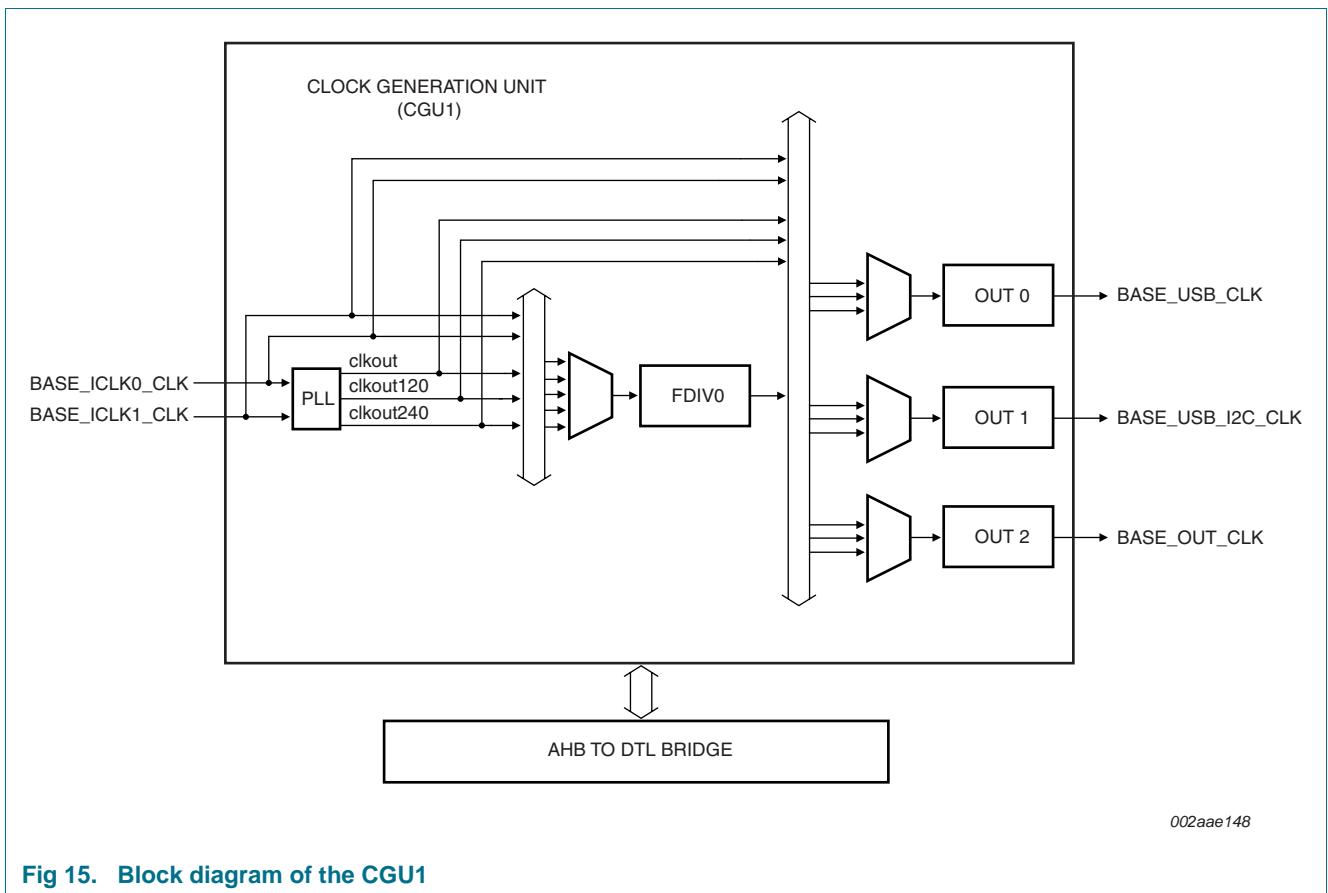 CLOCK GENERATION UNIT
(CGU1)
clkout
clkout120
clkout240
BASE_ICLK0_CLK
BASE_ICLK1_CLK
PLL
FDIV0
OUT 0
BASE_USB_CLK
OUT 1
BASE_USB_I2C_CLK
OUT 2
BASE_OUT_CLK
AHB TO DTL BRIDGE
002aae148
Fig 15. Block diagram of the CGU1